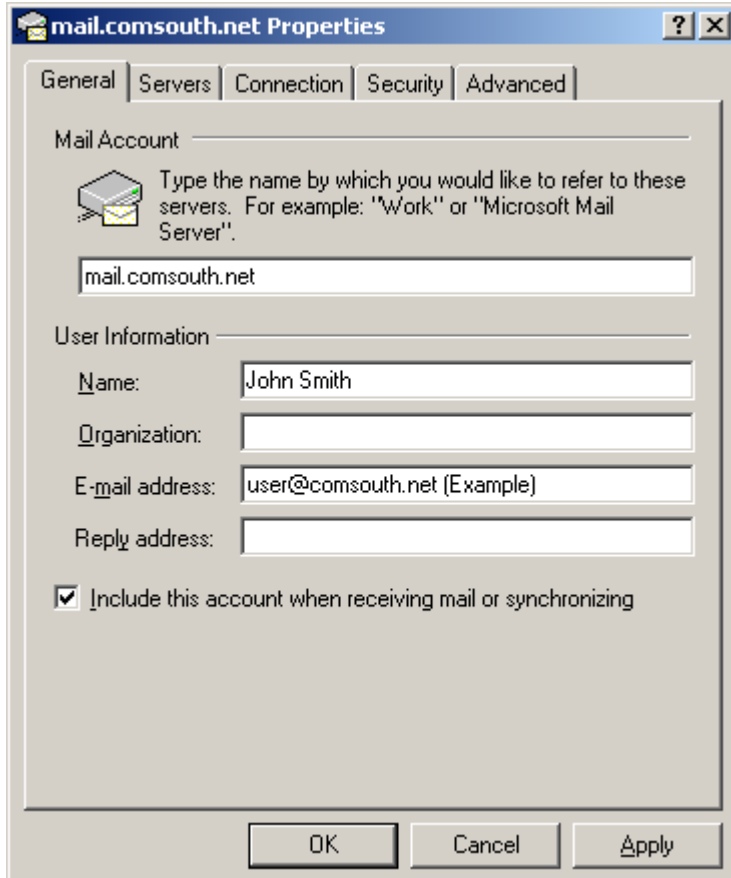 mail.comsouth.net Properties
General Servers Connection Security Advanced
Mail Account
Type the name by which you would like to refer to these
servers. For example: "Work" or "Microsoft Mail
Server".
mail.comsouth.net
User Information
Name: John Smith
Organization:
E-mail address: user@comsouth.net (Example)
Reply address:
Include this account when receiving mail or synchronizing
OK Cancel Apply